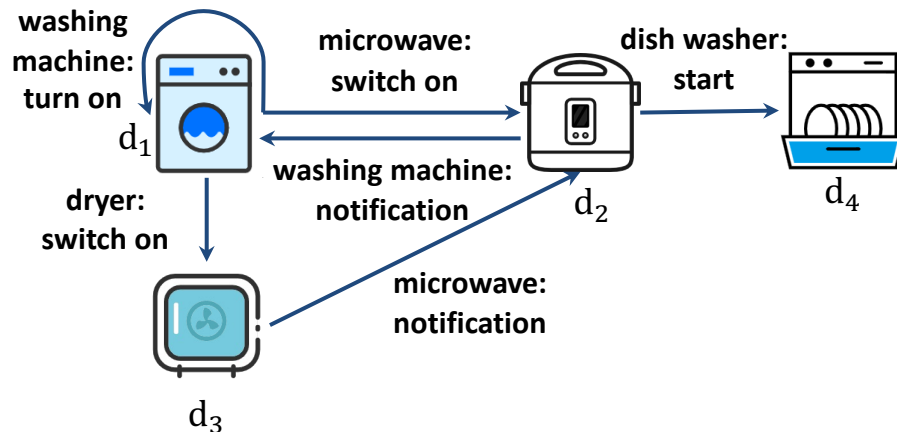 washing
machine:
turn on
microwave:
switch on
dish washer:
start
d₁
washing machine:
notification
d₂
d₄
dryer:
switch on
microwave:
notification
d₃